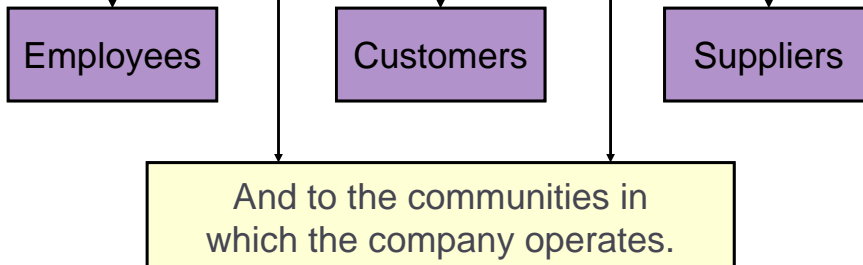 Employees
Customers
Suppliers
And to the communities in
which the company operates.